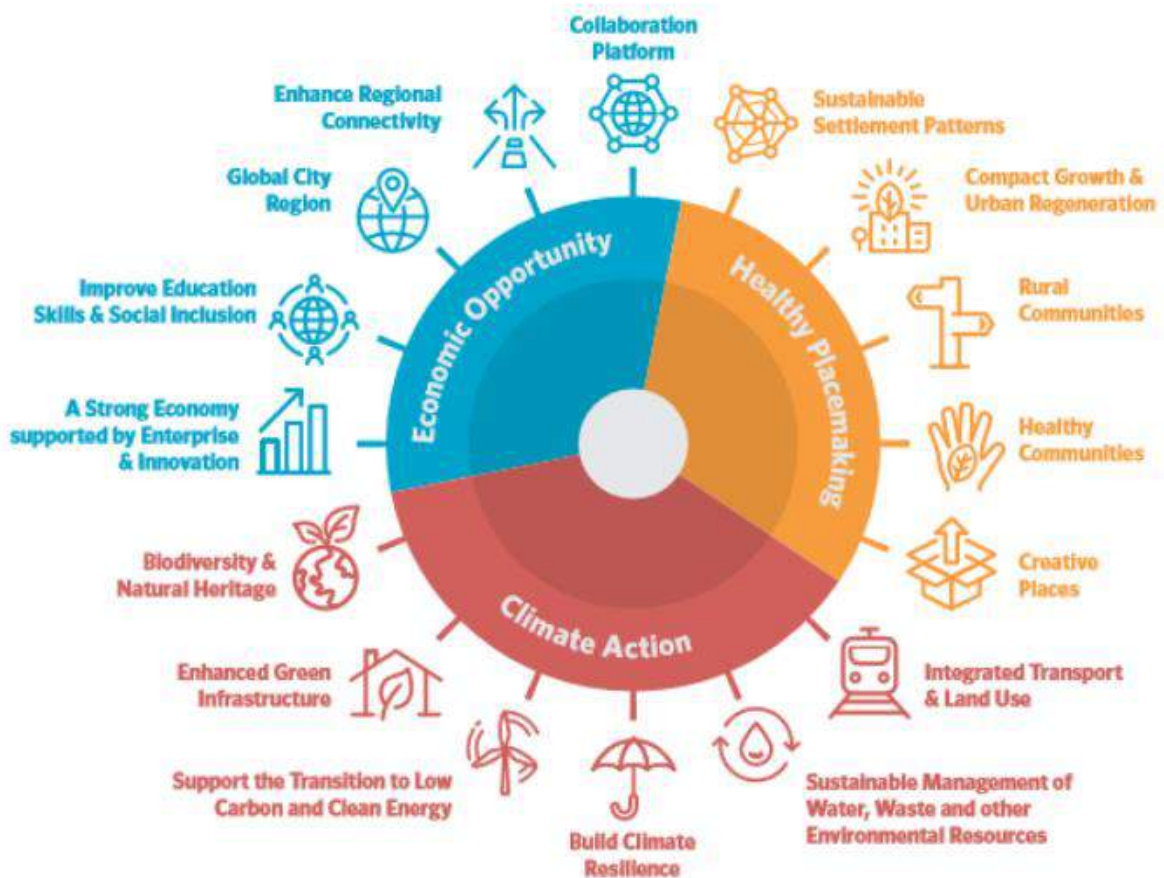 Collaboration
Platform
Enhance Regional
Connectivity
Global City
Region
Improve Education
Skills & Social Inclusion
A Strong Economy
supported by Enterprise
& Innovation
Economic Opportunity
Sustainable
Settlement Patterns
Compact Growth &
Urban Regeneration
Rural
Communities
Healthy
Communities
Creative
Places
Healthy Placemaking
Biodiversity &
Natural Heritage
Enhanced Green
Infrastructure
Support the Transition to Low
Carbon and Clean Energy
Build Climate
Resilience
Sustainable Management of
Water, Waste and other
Environmental Resources
Integrated Transport
& Land Use
Climate Action